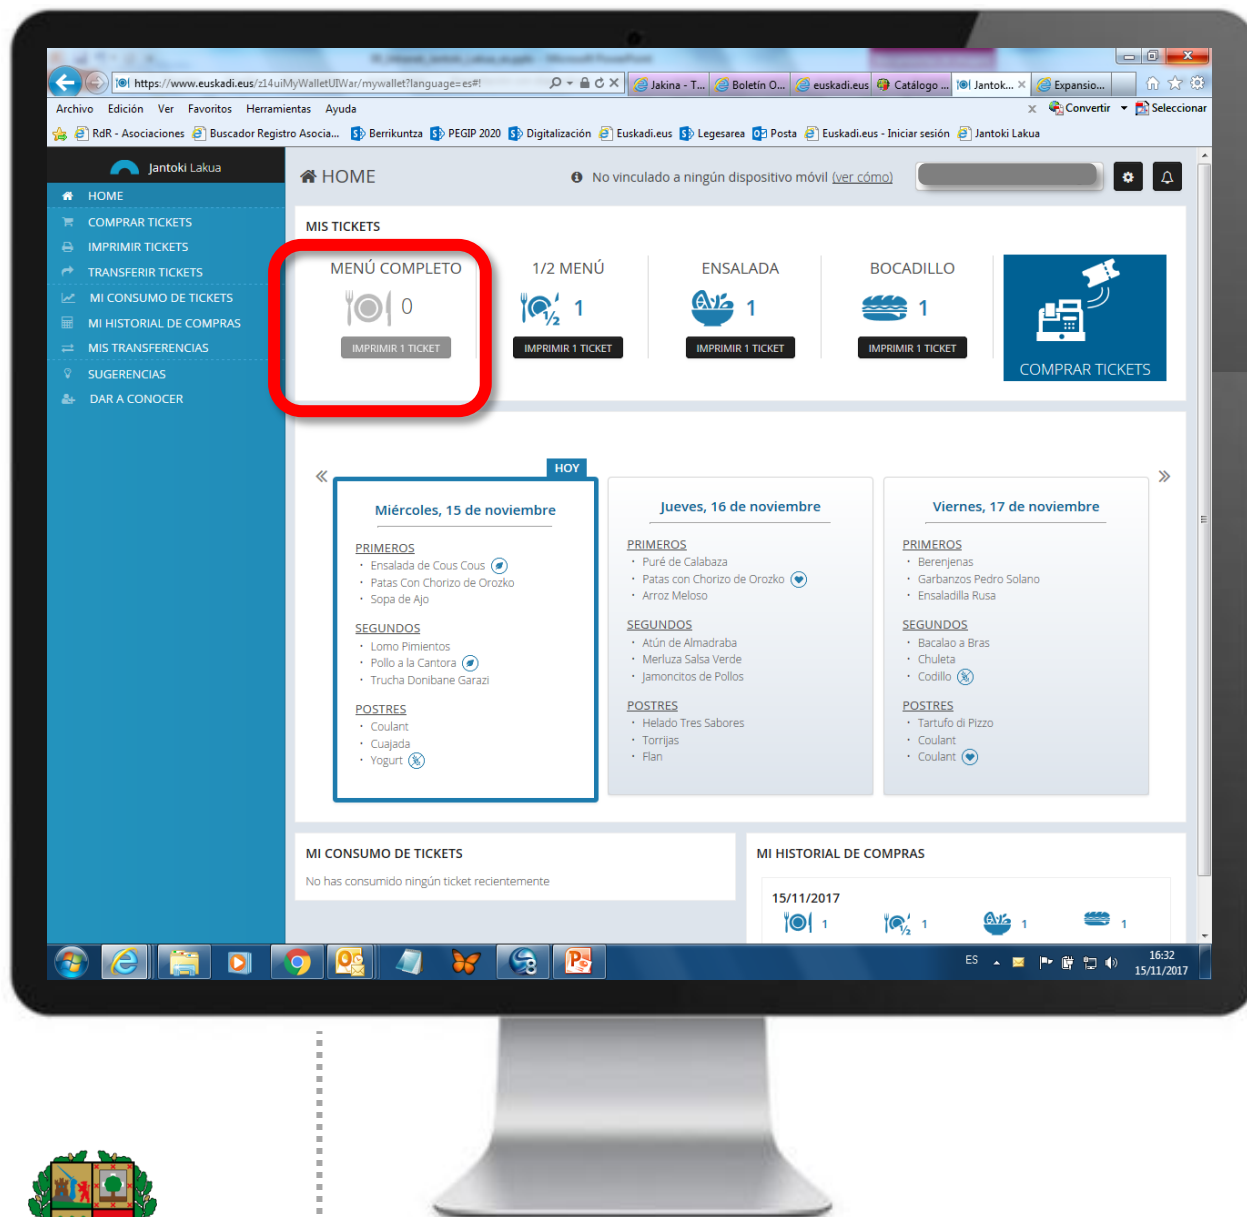 https://www.euskadi.eus/z14uiMyWalletUIWar/mywallet?language=es#!
Jakina - T...
Boletín O...
euskadi.eus
Catálogo ...
Jantok...
Expansio...
Archivo Edición Ver Favoritos Herramientas Ayuda
Convertir
Seleccionar
RdR - Asociaciones
Buscador Registro Asocia...
Berrikuntza
PEGIP 2020
Digitalización
Euskadi.eus
Legesarea
Posta
Euskadi.eus - Iniciar sesión
Jantoki Lakua
Jantoki Lakua
HOME
COMPRAR TICKETS
IMPRIMIR TICKETS
TRANSFERIR TICKETS
MI CONSUMO DE TICKETS
MI HISTORIAL DE COMPRAS
MIS TRANSFERENCIAS
SUGERENCIAS
DAR A CONOCER
HOME
No vinculado a ningún dispositivo móvil (ver cómo)
MIS TICKETS
MENÚ COMPLETO
0
IMPRIMIR 1 TICKET
1/2 MENÚ
1/2 1
IMPRIMIR 1 TICKET
ENSALADA
1
IMPRIMIR 1 TICKET
BOCADILLO
1
IMPRIMIR 1 TICKET
COMPRAR TICKETS
HOY
Miércoles, 15 de noviembre
PRIMEROS
· Ensalada de Cous Cous
· Patas Con Chorizo de Orozko
· Sopa de Ajo
SEGUNDOS
· Lomo Pimientos
· Pollo a la Cantora
· Trucha Donibane Garazi
POSTRES
· Coulant
· Cuajada
· Yogurt
Jueves, 16 de noviembre
PRIMEROS
· Puré de Calabaza
· Patas con Chorizo de Orozko
· Arroz Meloso
SEGUNDOS
· Atún de Almadraba
· Merluza Salsa Verde
· Jamoncitos de Pollos
POSTRES
· Helado Tres Sabores
· Torrijas
· Flan
Viernes, 17 de noviembre
PRIMEROS
· Berenjenas
· Garbanzos Pedro Solano
· Ensaladilla Rusa
SEGUNDOS
· Bacalao a Bras
· Chuleta
· Codillo
POSTRES
· Tartufo di Pizzo
· Coulant
· Coulant
MI CONSUMO DE TICKETS
No has consumido ningún ticket recientemente
MI HISTORIAL DE COMPRAS
15/11/2017
1 1/2 1 1 1
ES
16:32
15/11/2017